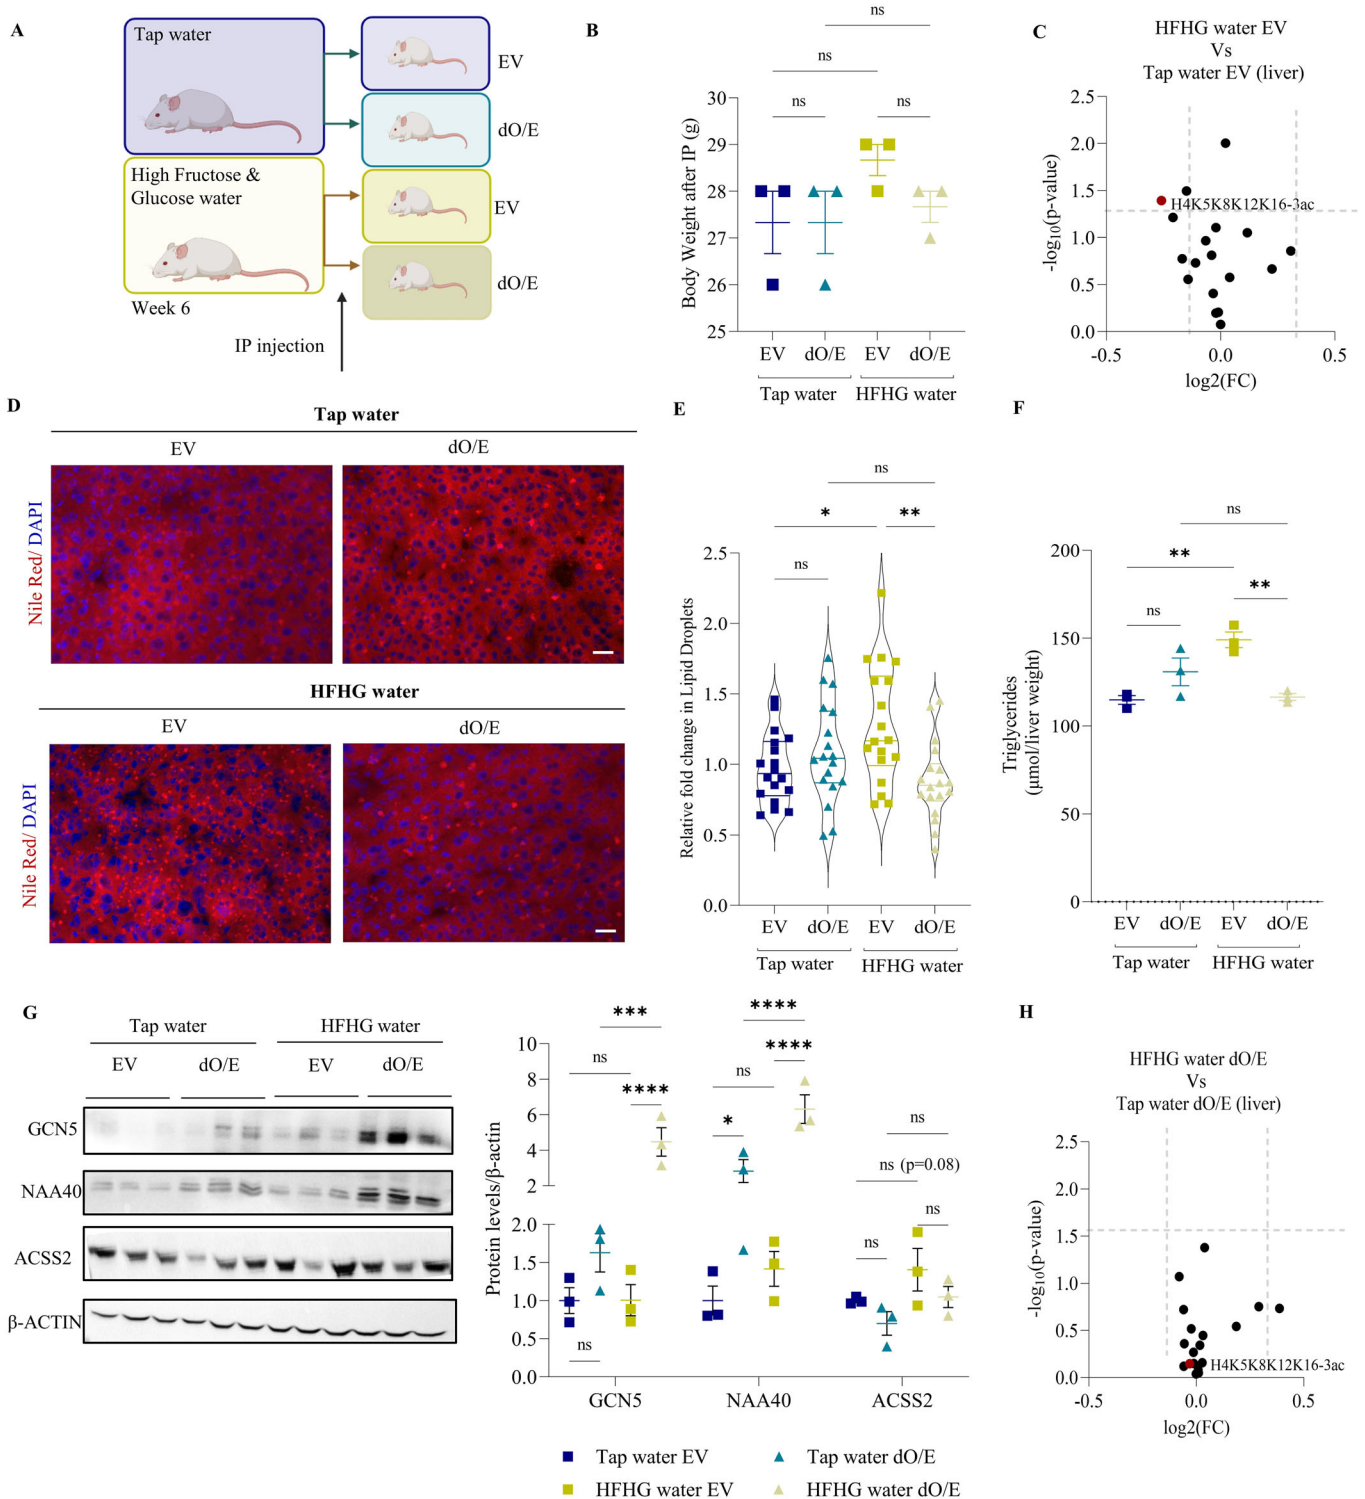 A
Tap water
EV
dO/E
High Fructose &
Glucose water
EV
dO/E
Week 6
IP injection
B
ns
ns
ns
ns
Body Weight after IP (g)
30
29
28
27
26
25
EV
dO/E
EV
dO/E
Tap water
HFHG water
C
HFHG water EV
Vs
Tap water EV (liver)
-log10(p-value)
2.5
2.0
1.5
1.0
0.5
0.0
H4K5K8K12K16-3ac
-0.5
0.0
0.5
log2(FC)
D
Tap water
EV
dO/E
Nile Red/ DAPI
HFHG water
EV
dO/E
Nile Red/ DAPI
E
ns
*
**
ns
Relative fold change in Lipid Droplets
2.5
2.0
1.5
1.0
0.5
0.0
EV
dO/E
EV
dO/E
Tap water
HFHG water
F
ns
**
**
ns
Triglycerides
(μmol/liver weight)
200
150
100
50
0
EV
dO/E
EV
dO/E
Tap water
HFHG water
G
Tap water
HFHG water
EV
dO/E
EV
dO/E
GCN5
NAA40
ACSS2
β-ACTIN
Protein levels/β-actin
10
8
6
4
2
2.0
1.5
1.0
0.5
0.0
***
ns
****
ns
****
ns
****
*
ns
ns (p=0.08)
ns
ns
GCN5
NAA40
ACSS2
Tap water EV
Tap water dO/E
HFHG water EV
HFHG water dO/E
H
HFHG water dO/E
Vs
Tap water dO/E (liver)
-log10(p-value)
2.5
2.0
1.5
1.0
0.5
0.0
H4K5K8K12K16-3ac
-0.5
0.0
0.5
log2(FC)